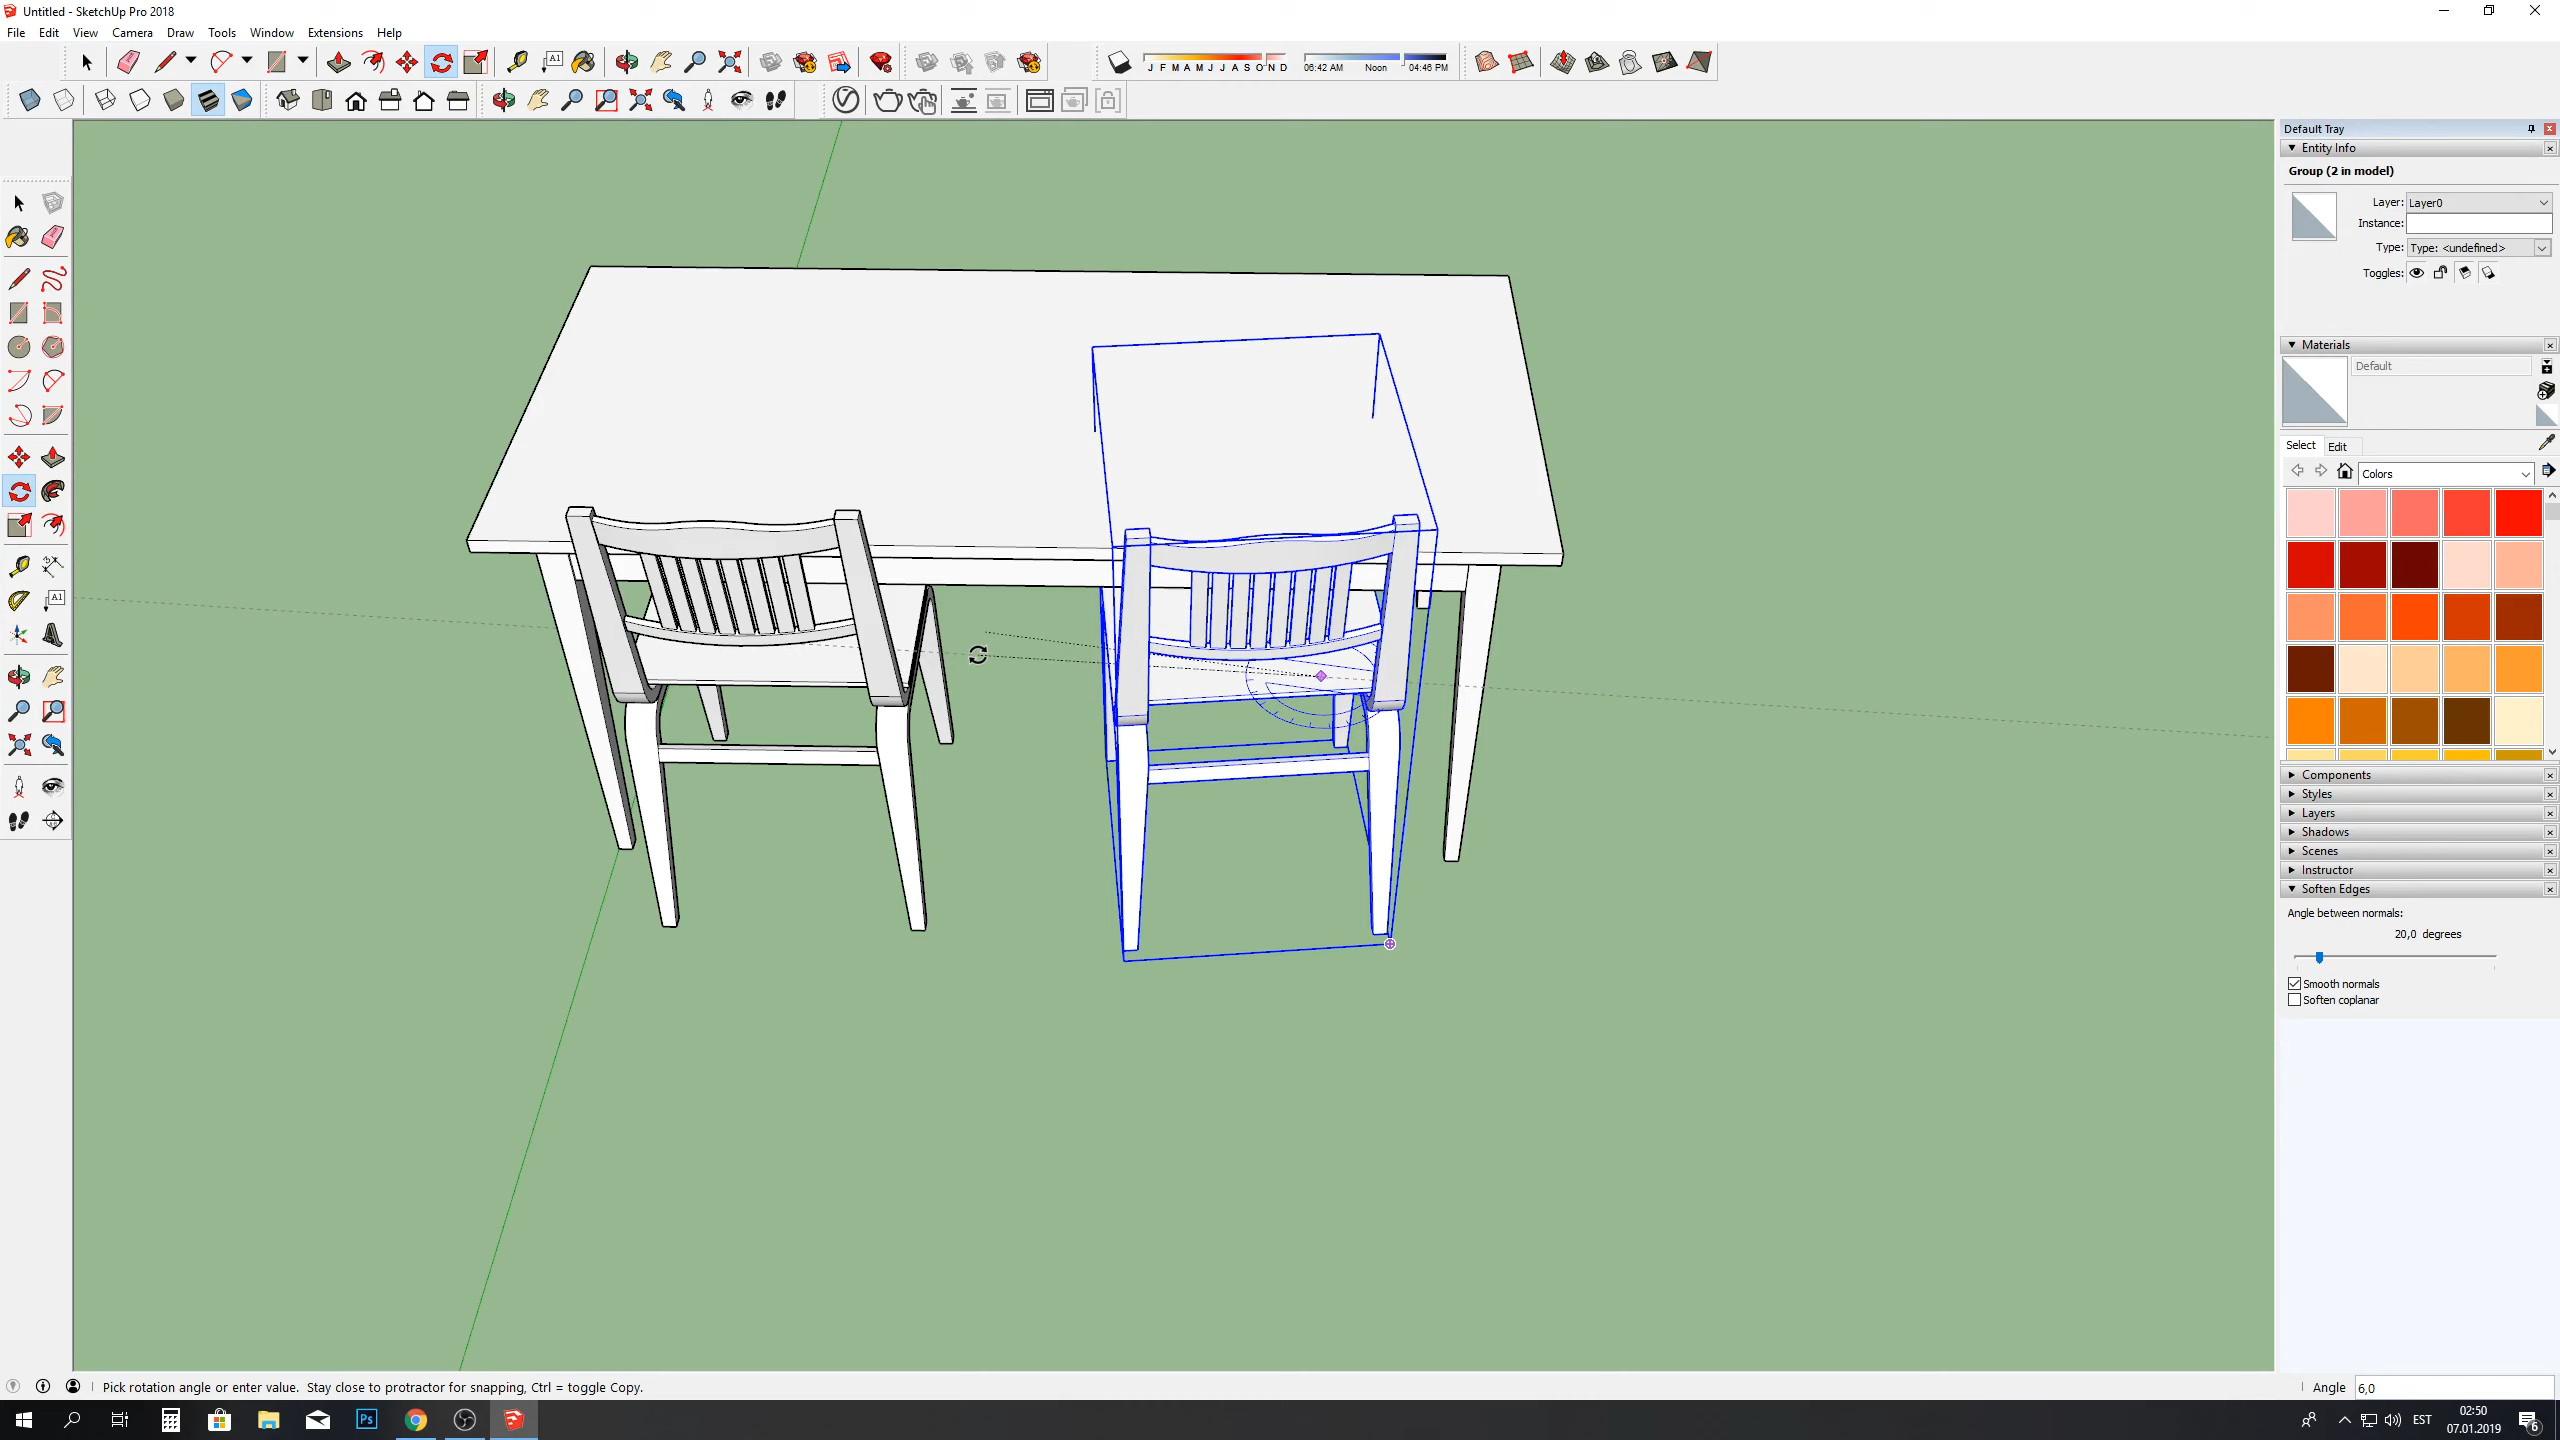 Untitled - SketchUp Pro 2018
File Edit View Camera Draw Tools Window Extensions Help
A1
J F M A M J J A S O N D
06:42 AM Noon 04:46 PM
Default Tray
Entity Info
Group (2 in model)
Layer: Layer0
Instance:
Type: Type: <undefined>
Toggles:
Materials
Default
Select Edit
Colors
A1
Components
Styles
Layers
Shadows
Scenes
Instructor
Soften Edges
Angle between normals:
20,0 degrees
Smooth normals
Soften coplanar
Pick rotation angle or enter value. Stay close to protractor for snapping, Ctrl = toggle Copy.
Angle 6,0
Ps
EST
02:50
07.01.2019
6